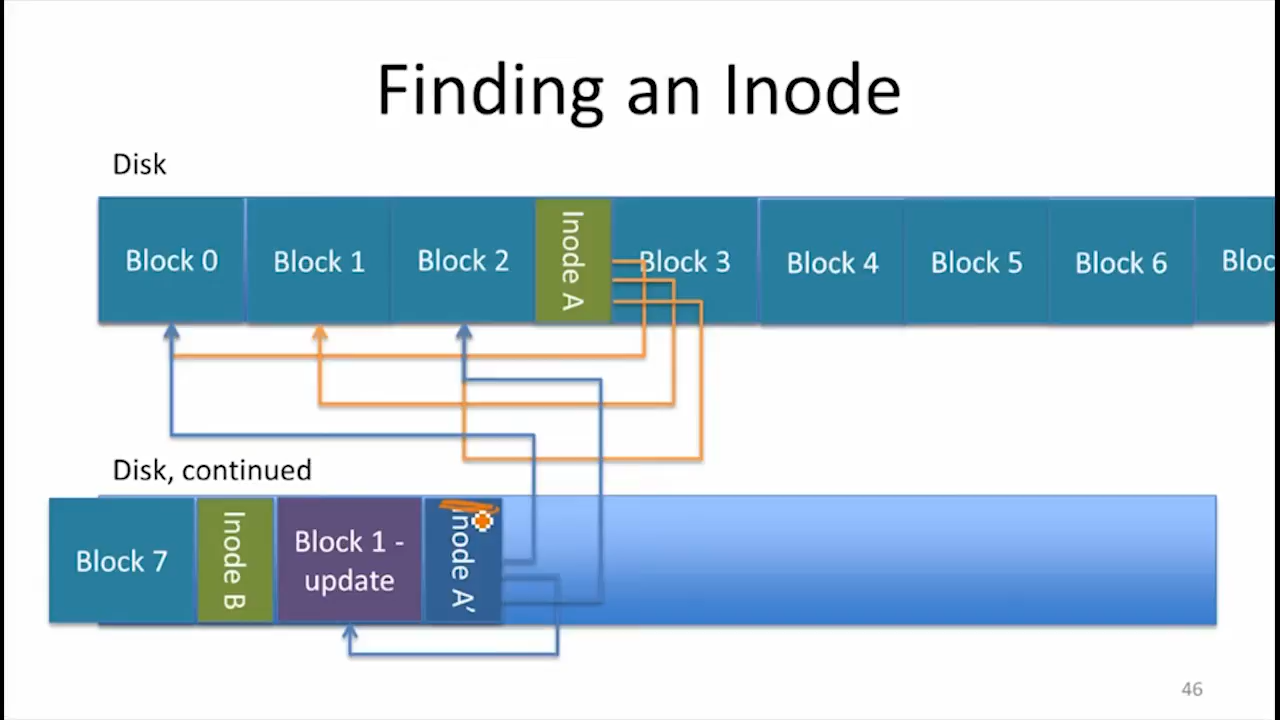 Finding an Inode
Disk
Block 0
Block 1
Block 2
Inode A
Block 3
Block 4
Block 5
Block 6
Bloc
Disk, continued
Block 7
Inode B
Block 1 -
update
Inode A’
46